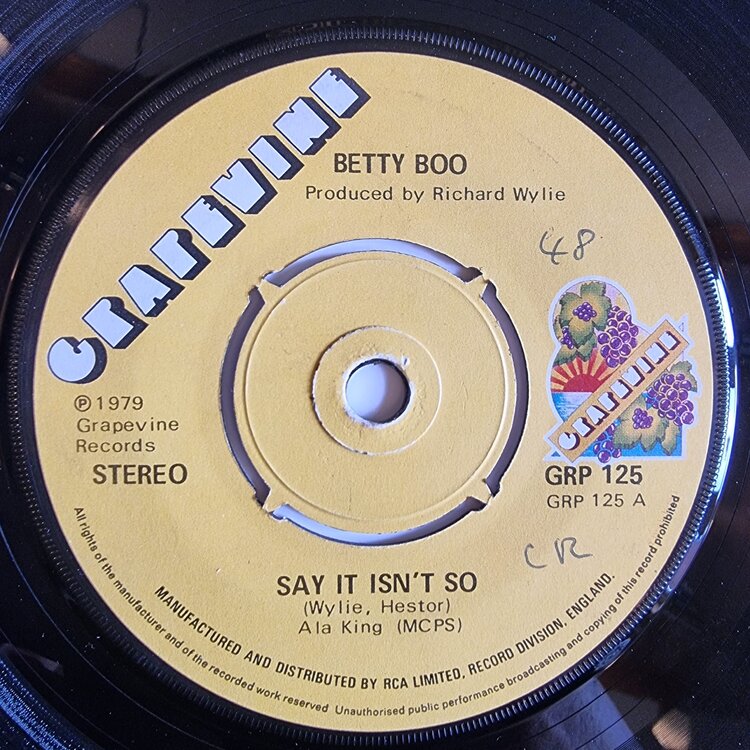 GRAPEVINE
BETTY BOO
Produced by Richard Wylie
48
GRAPEVINE
℗ 1979
Grapevine
Records
STEREO
GRP 125
GRP 125 A
CR
SAY IT ISN'T SO
(Wylie, Hestor)
Ala King (MCPS)
MANUFACTURED AND DISTRIBUTED BY RCA LIMITED, RECORD DIVISION, ENGLAND.
All rights of the manufacturer and of the recorded work reserved Unauthorised public performance broadcasting and copying of this record prohibited